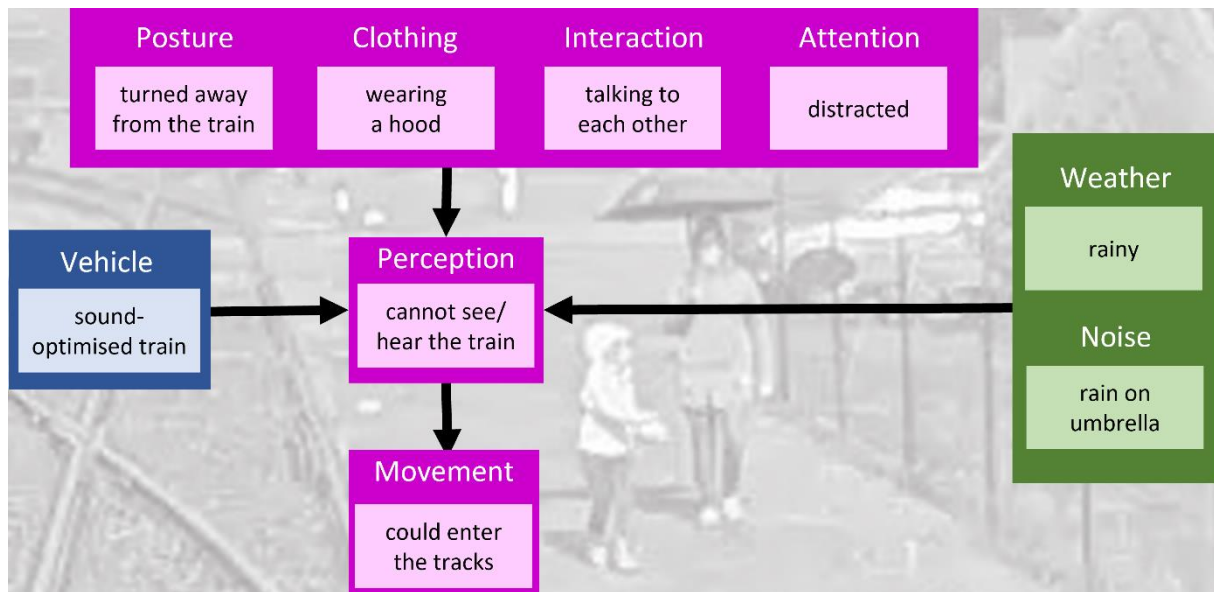 Posture
turned away
from the train
Clothing
wearing
a hood
Interaction
talking to
each other
Attention
distracted
Vehicle
sound-
optimised train
Perception
cannot see/
hear the train
Movement
could enter
the tracks
Weather
rainy
Noise
rain on
umbrella